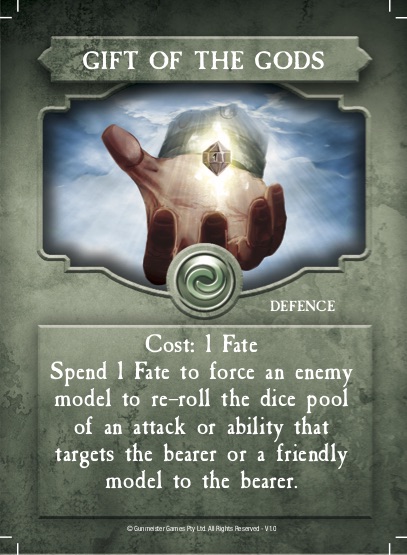 GIFT OF THE GODS
DEFENCE
Cost: 1 Fate
Spend 1 Fate to force an enemy
model to re-roll the dice pool
of an attack or ability that
targets the bearer or a friendly
model to the bearer.
© Gunmeister Games Pty Ltd. All Rights Reserved - V1.0